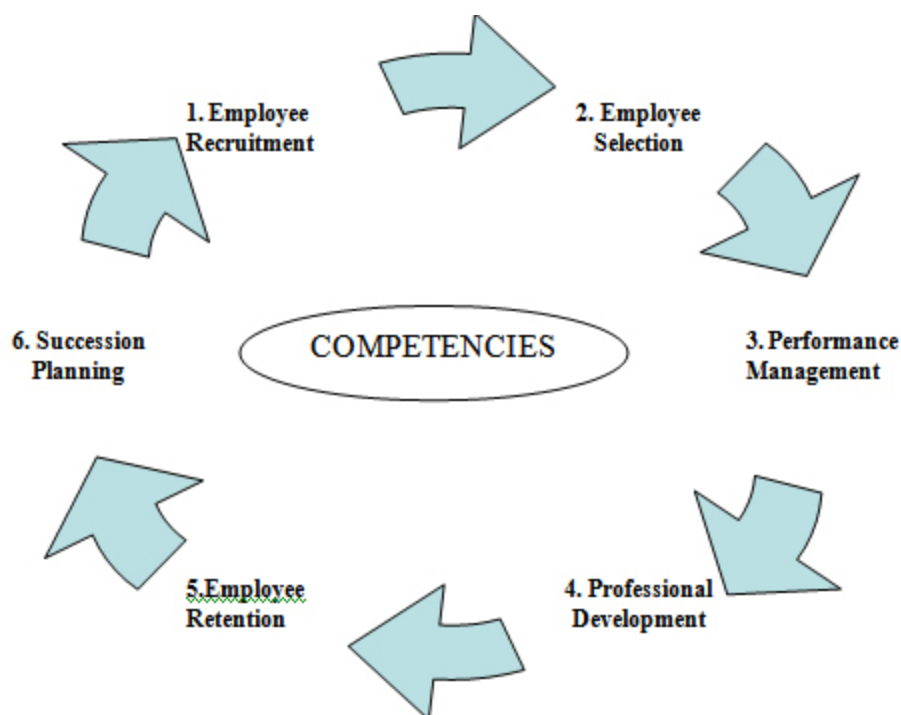 1. Employee
Recruitment
2. Employee
Selection
3. Performance
Management
4. Professional
Development
5.Employee
Retention
6. Succession
Planning
COMPETENCIES